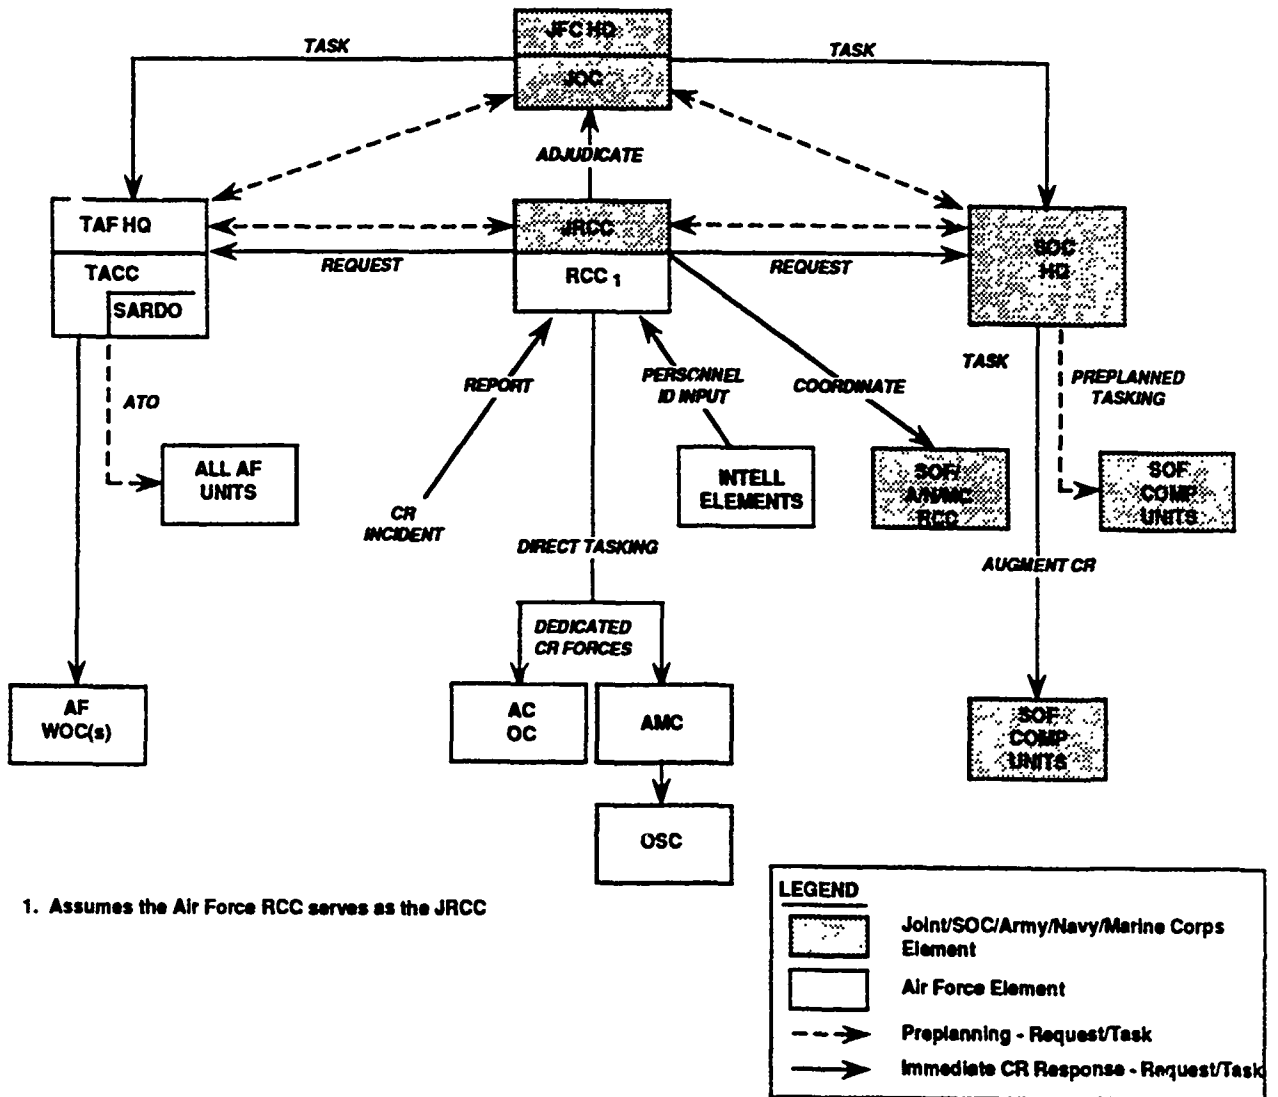 JFC HQ
TASK
TASK
JOC
ADJUDICATE
TAF HQ
JRCC
SOC
HQ
REQUEST
REQUEST
TACC
RCC 1
SARDO
TASK
PERSONNEL
ID INPUT
REPORT
COORDINATE
PREPLANNED
TASKING
ATO
ALL AF
UNITS
INTELL
ELEMENTS
SOF/
A/N/MC
RCC
SOF
COMP
UNITS
CR
INCIDENT
DIRECT TASKING
AUGMENT CR
DEDICATED
CR FORCES
AF
WOC(s)
AC
OC
AMC
SOF
COMP
UNITS
OSC
1. Assumes the Air Force RCC serves as the JRCC
LEGEND
Joint/SOC/Army/Navy/Marine Corps
Element
Air Force Element
Preplanning - Request/Task
Immediate CR Response - Request/Task